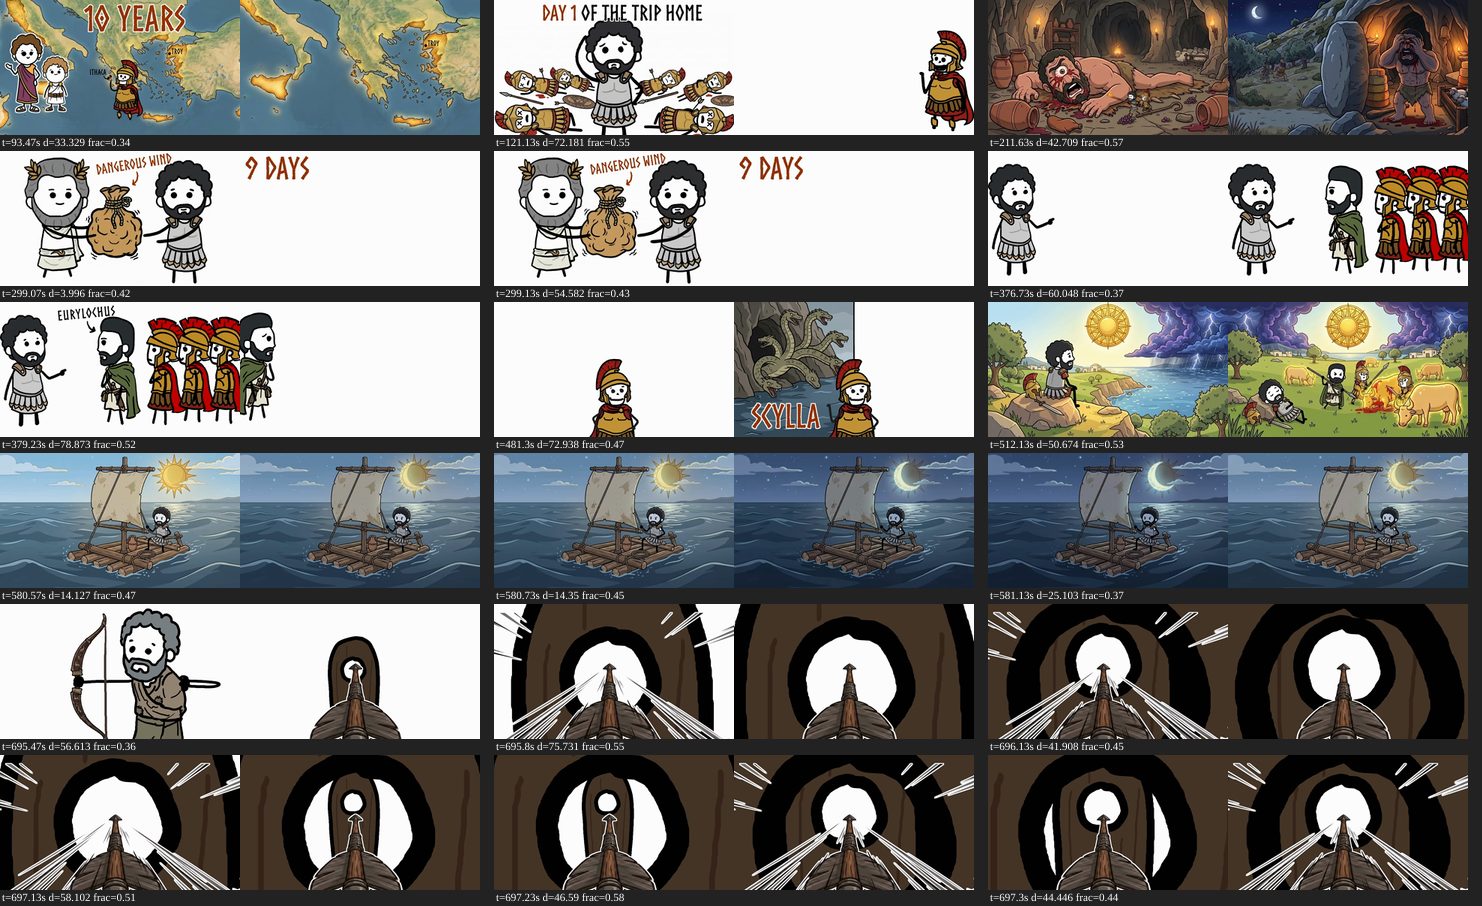 10 YEARS
TROY
ITHACA
TROY
t=93.47s d=33.329 frac=0.34
DAY 1 OF THE TRIP HOME
t=121.13s d=72.181 frac=0.55
t=211.63s d=42.709 frac=0.57
DANGEROUS WIND
9 DAYS
t=299.07s d=3.996 frac=0.42
DANGEROUS WIND
9 DAYS
t=299.13s d=54.582 frac=0.43
t=376.73s d=60.048 frac=0.37
EURYLOCHUS
t=379.23s d=78.873 frac=0.52
SCYLLA
t=481.3s d=72.938 frac=0.47
t=512.13s d=50.674 frac=0.53
t=580.57s d=14.127 frac=0.47
t=580.73s d=14.35 frac=0.45
t=581.13s d=25.103 frac=0.37
t=695.47s d=56.613 frac=0.36
t=695.8s d=75.731 frac=0.55
t=696.13s d=41.908 frac=0.45
t=697.13s d=58.102 frac=0.51
t=697.23s d=46.59 frac=0.58
t=697.3s d=44.446 frac=0.44